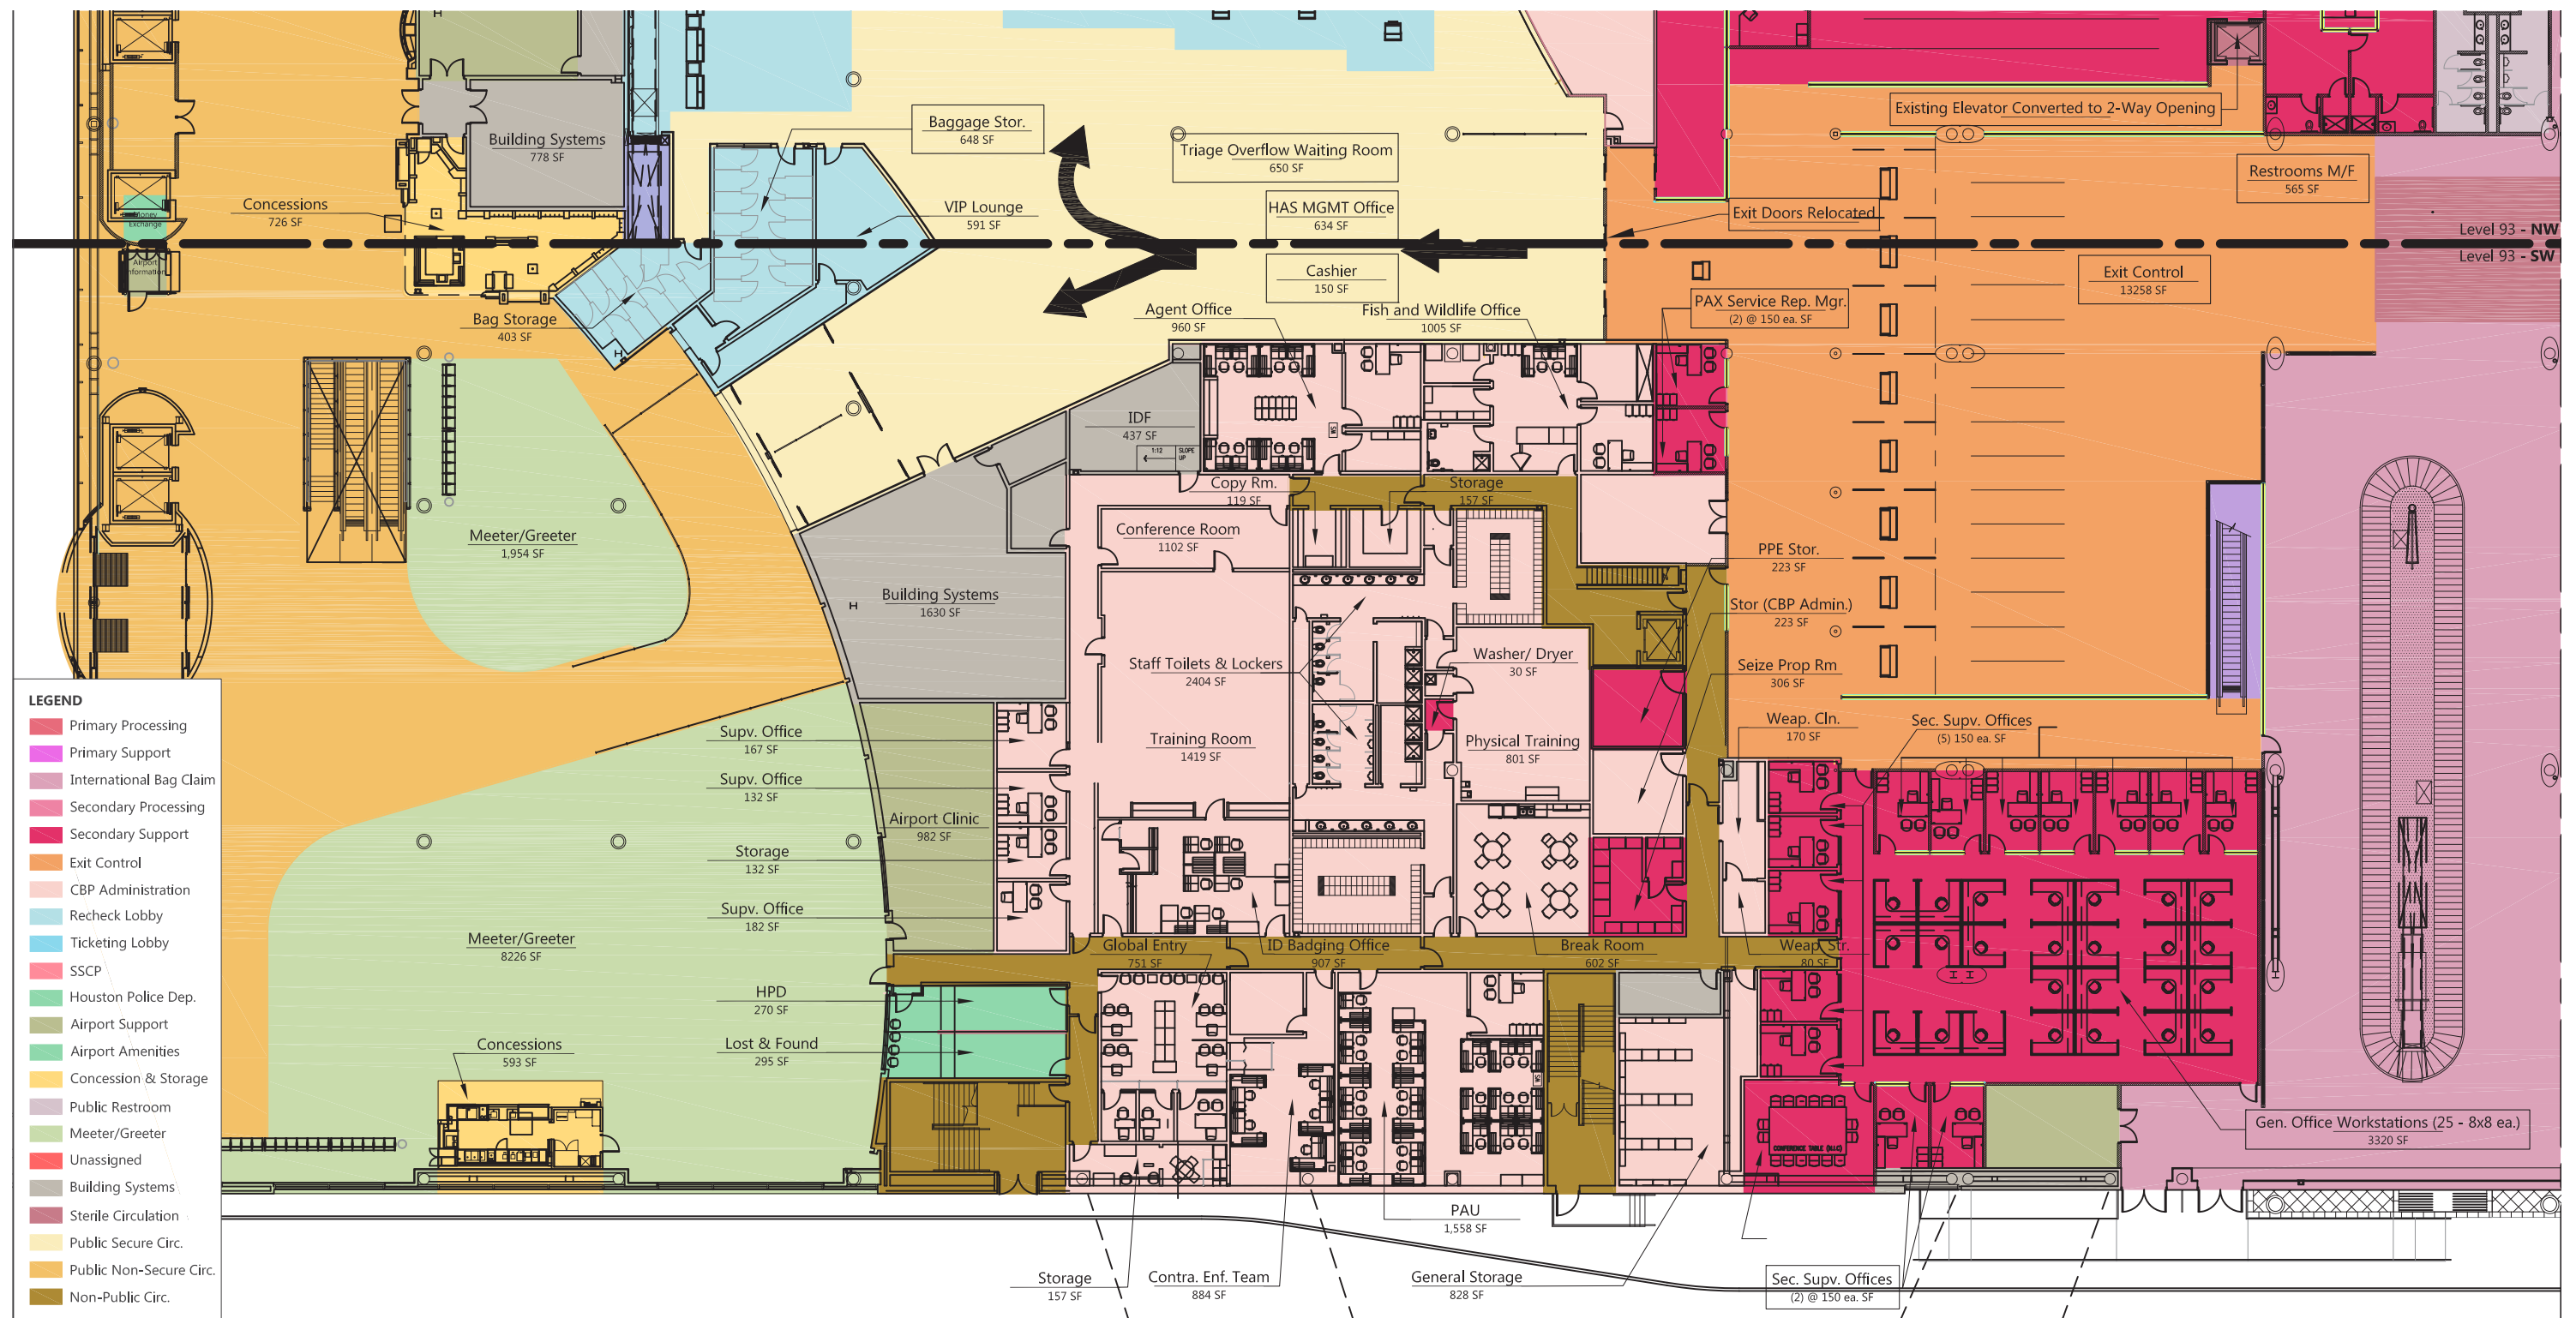 Existing Elevator Converted to 2-Way Opening
Baggage Stor.
648 SF
Building Systems
778 SF
Triage Overflow Waiting Room
650 SF
Restrooms M/F
565 SF
Concessions
726 SF
VIP Lounge
591 SF
HAS MGMT Office
634 SF
Exit Doors Relocated
Money
Exchange
Level 93 - NW
Level 93 - SW
Airport
Information
Cashier
150 SF
Exit Control
13258 SF
Bag Storage
403 SF
Agent Office
960 SF
Fish and Wildlife Office
1005 SF
PAX Service Rep. Mgr.
(2) @ 150 ea. SF
IDF
437 SF
1:12
SLOPE
UP
SW
Copy Rm.
119 SF
Storage
157 SF
Meeter/Greeter
1,954 SF
Conference Room
1102 SF
PPE Stor.
223 SF
Building Systems
1630 SF
Stor (CBP Admin.)
223 SF
Staff Toilets & Lockers
2404 SF
Washer/ Dryer
30 SF
Seize Prop Rm
306 SF
Supv. Office
167 SF
Training Room
1419 SF
Physical Training
801 SF
Weap. Cln.
170 SF
Sec. Supv. Offices
(5) 150 ea. SF
Supv. Office
132 SF
Airport Clinic
982 SF
Storage
132 SF
Supv. Office
182 SF
Meeter/Greeter
8226 SF
Global Entry
751 SF
ID Badging Office
907 SF
Break Room
602 SF
Weap. Str.
80 SF
HPD
270 SF
Lost & Found
295 SF
Concessions
593 SF
SW
CONFERENCE TABLE (N.I.C)
Gen. Office Workstations (25 - 8x8 ea.)
3320 SF
PAU
1,558 SF
Storage
157 SF
Contra. Enf. Team
884 SF
General Storage
828 SF
Sec. Supv. Offices
(2) @ 150 ea. SF
LEGEND
Primary Processing
Primary Support
International Bag Claim
Secondary Processing
Secondary Support
Exit Control
CBP Administration
Recheck Lobby
Ticketing Lobby
SSCP
Houston Police Dep.
Airport Support
Airport Amenities
Concession & Storage
Public Restroom
Meeter/Greeter
Unassigned
Building Systems
Sterile Circulation
Public Secure Circ.
Public Non-Secure Circ.
Non-Public Circ.